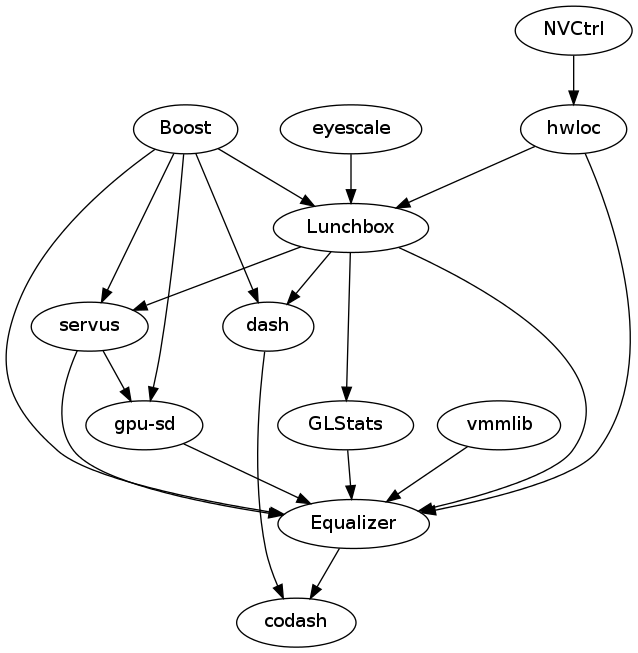 NVCtrl
Boost
eyescale
hwloc
Lunchbox
servus
dash
gpu-sd
GLStats
vmmlib
Equalizer
codash